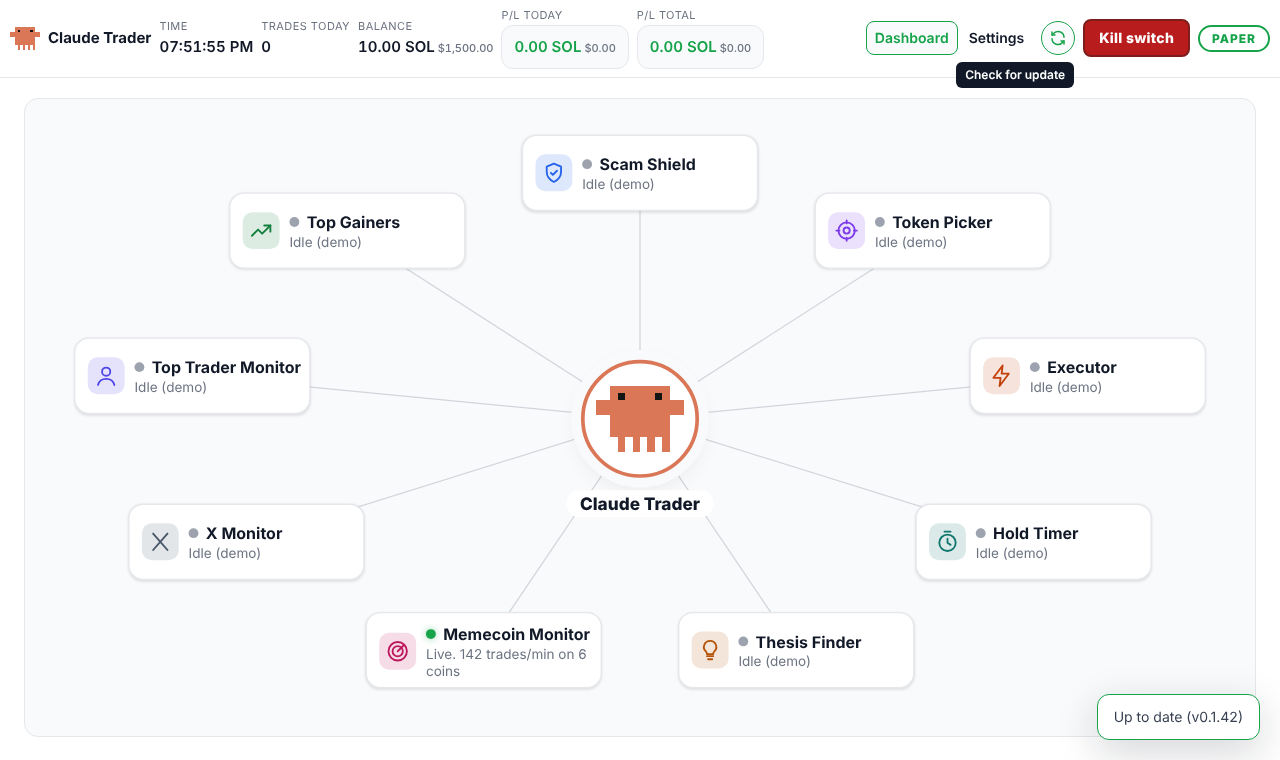 Claude Trader
TIME
07:51:55 PM
TRADES TODAY
0
BALANCE
10.00 SOL $1,500.00
P/L TODAY
0.00 SOL $0.00
P/L TOTAL
0.00 SOL $0.00
Dashboard
Settings
Kill switch
PAPER
Check for update
Scam Shield
Idle (demo)
Top Gainers
Idle (demo)
Token Picker
Idle (demo)
Top Trader Monitor
Idle (demo)
Executor
Idle (demo)
Claude Trader
X Monitor
Idle (demo)
Hold Timer
Idle (demo)
Memecoin Monitor
Live. 142 trades/min on 6
coins
Thesis Finder
Idle (demo)
Up to date (v0.1.42)